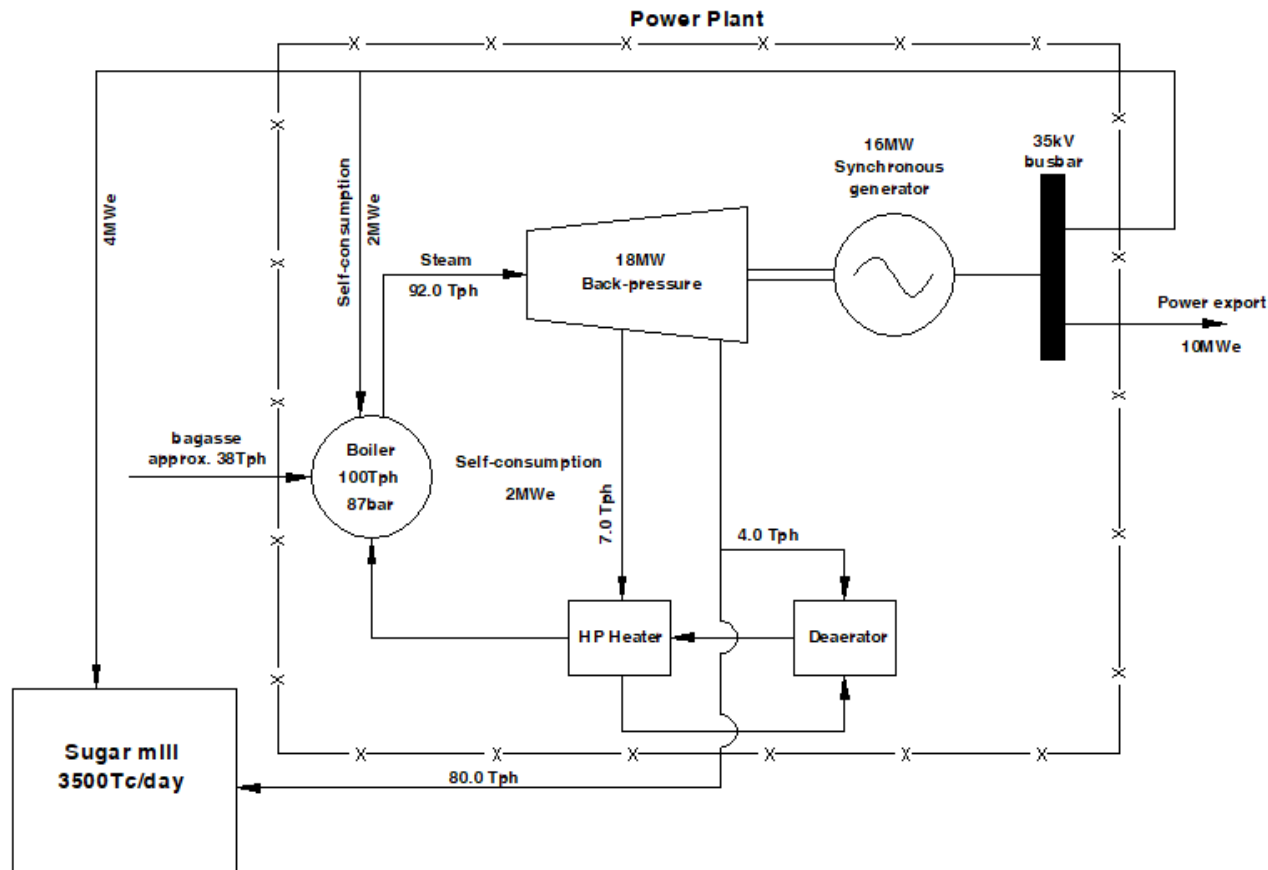 Power Plant
16MW
Synchronous
generator
35kV
busbar
4MWe
Self-consumption
2MWe
Steam
92.0 Tph
18MW
Back-pressure
Power export
10MWe
bagasse
approx. 38Tph
Boiler
100Tph
87bar
Self-consumption
2MWe
7.0 Tph
4.0 Tph
HP Heater
Deaerator
Sugar mill
3500Tc/day
80.0 Tph